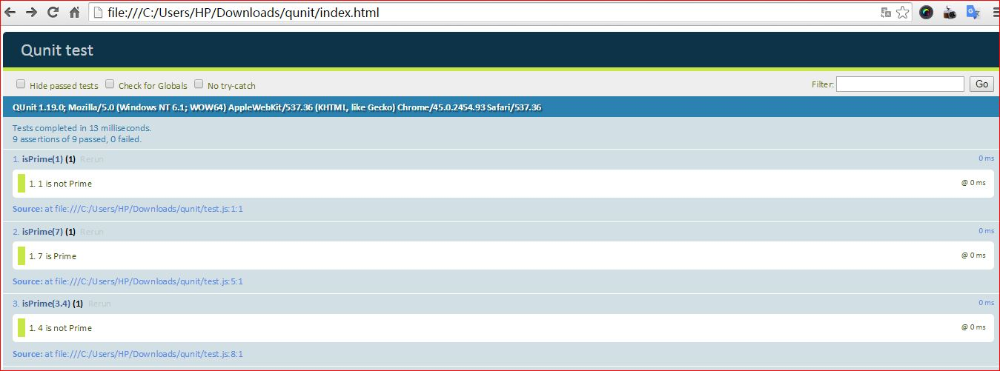 file:///C:/Users/HP/Downloads/qunit/index.html
Qunit test
Hide passed tests Check for Globals No try-catch Filter: Go
QUnit 1.19.0; Mozilla/5.0 (Windows NT 6.1; WOW64) AppleWebKit/537.36 (KHTML, like Gecko) Chrome/45.0.2454.93 Safari/537.36
Tests completed in 13 milliseconds.
9 assertions of 9 passed, 0 failed.
1. isPrime(1) (1) Rerun 0 ms
1. 1 is not Prime @ 0 ms
Source: at file:///C:/Users/HP/Downloads/qunit/test.js:1:1
2. isPrime(7) (1) Rerun 0 ms
1. 7 is Prime @ 0 ms
Source: at file:///C:/Users/HP/Downloads/qunit/test.js:5:1
3. isPrime(3.4) (1) Rerun 0 ms
1. 4 is not Prime @ 0 ms
Source: at file:///C:/Users/HP/Downloads/qunit/test.js:8:1